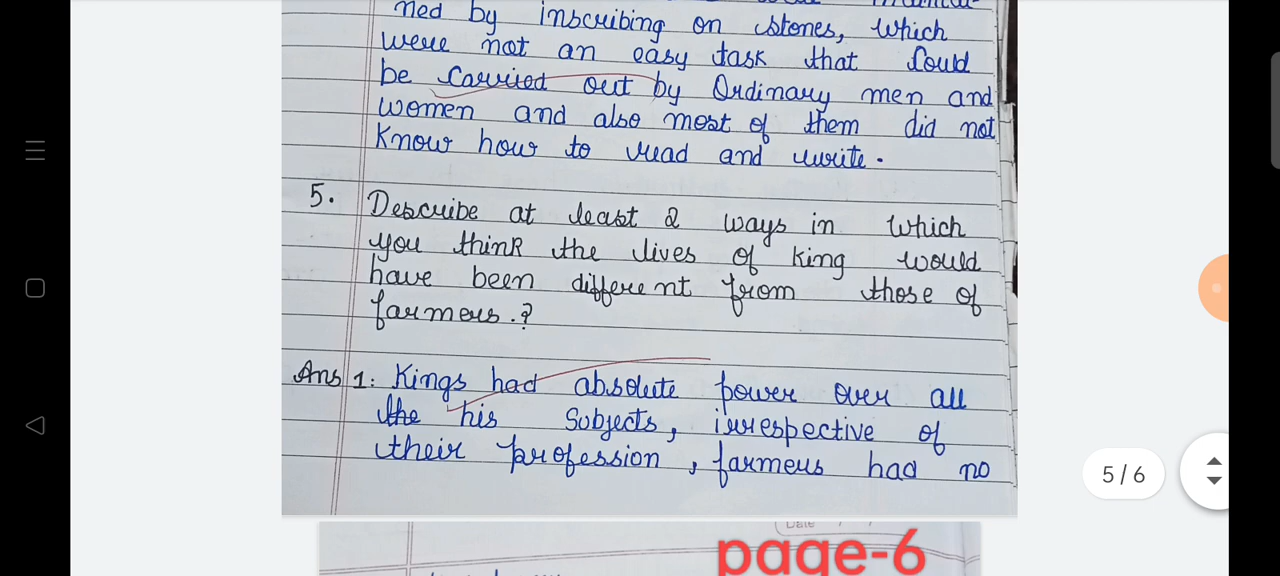 ned by inscribing on stones, which
were not an easy task that Could
be Carried out by Ordinary men and
women and also most of them did not
Know how to read and write.
5. Describe at least 2 ways in which
you think the lives of king would
have been different from those of
farmers.?
Ans 1. Kings had absolute power over all
the his Subjects, irrespective of
their profession, farmers had no
5 / 6
Date
page-6